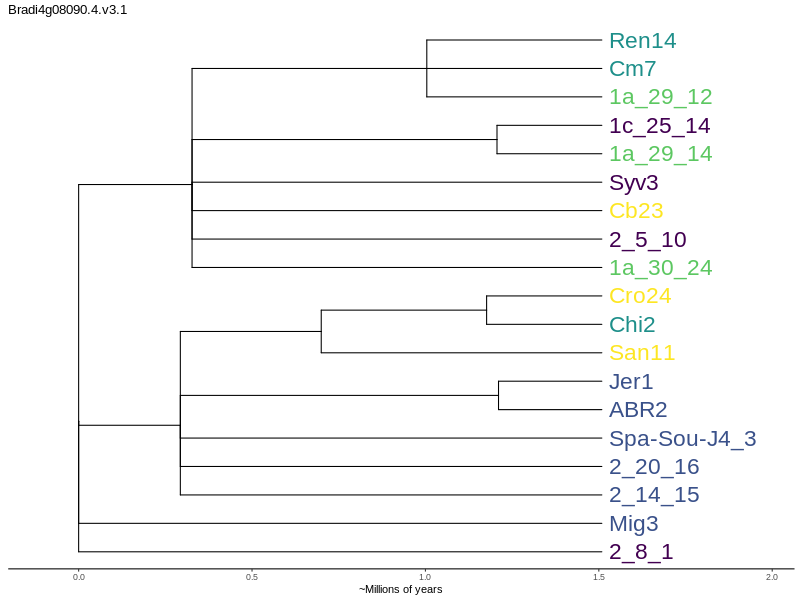 Bradi4g08090.4.v3.1
Ren14
Cm7
1a_29_12
1c_25_14
1a_29_14
Syv3
Cb23
2_5_10
1a_30_24
Cro24
Chi2
San11
Jer1
ABR2
Spa-Sou-J4_3
2_20_16
2_14_15
Mig3
2_8_1
0.0 0.5 1.0 1.5 2.0
~Millions of years